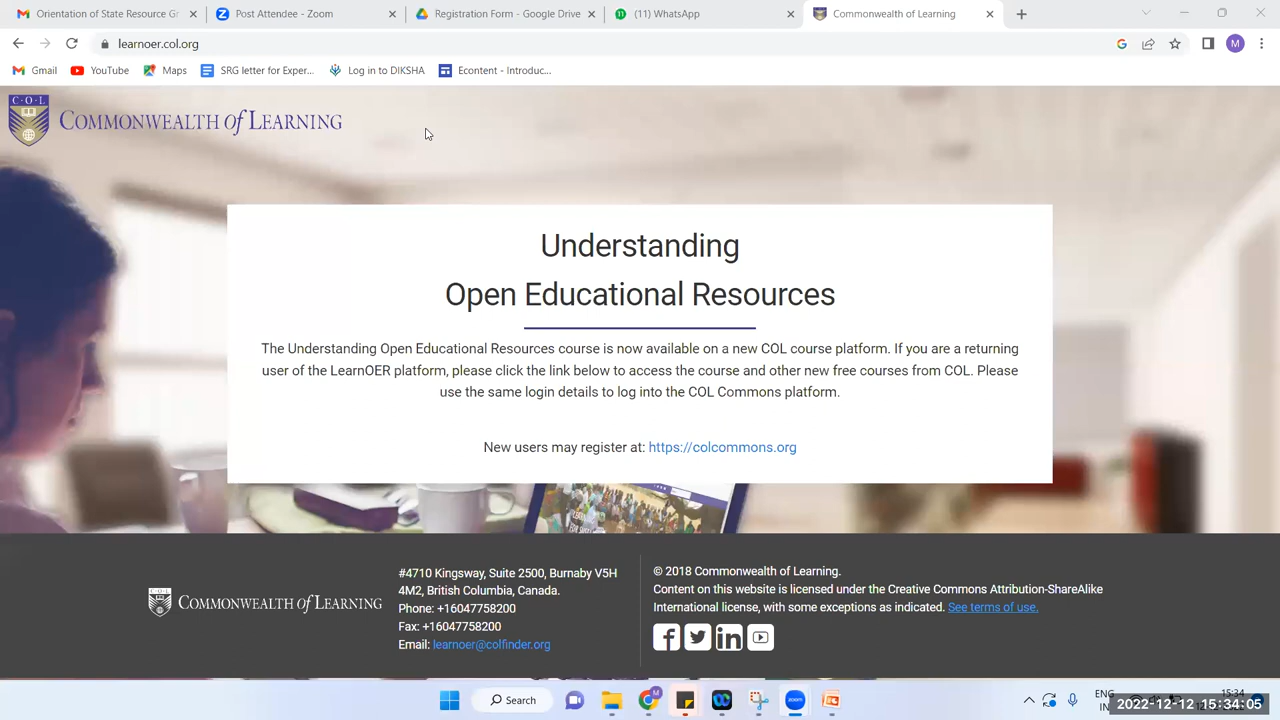 Orientation of State Resource Gr
Post Attendee - Zoom
Registration Form - Google Drive
(11) WhatsApp
Commonwealth of Learning
learnoer.col.org
M
Gmail
YouTube
Maps
SRG letter for Exper...
Log in to DIKSHA
Econtent - Introduc...
C·O·L
COMMONWEALTH of LEARNING
Understanding
Open Educational Resources
The Understanding Open Educational Resources course is now available on a new COL course platform. If you are a returning
user of the LearnOER platform, please click the link below to access the course and other new free courses from COL. Please
use the same login details to log into the COL Commons platform.
New users may register at: https://colcommons.org
COMMONWEALTH of LEARNING
#4710 Kingsway, Suite 2500, Burnaby V5H
4M2, British Columbia, Canada.
Phone: +16047758200
Fax: +16047758200
Email: learnoer@colfinder.org
© 2018 Commonwealth of Learning.
Content on this website is licensed under the Creative Commons Attribution-ShareAlike
International license, with some exceptions as indicated. See terms of use.
Search
ENG
15:34
2022-12-12 15:34:05